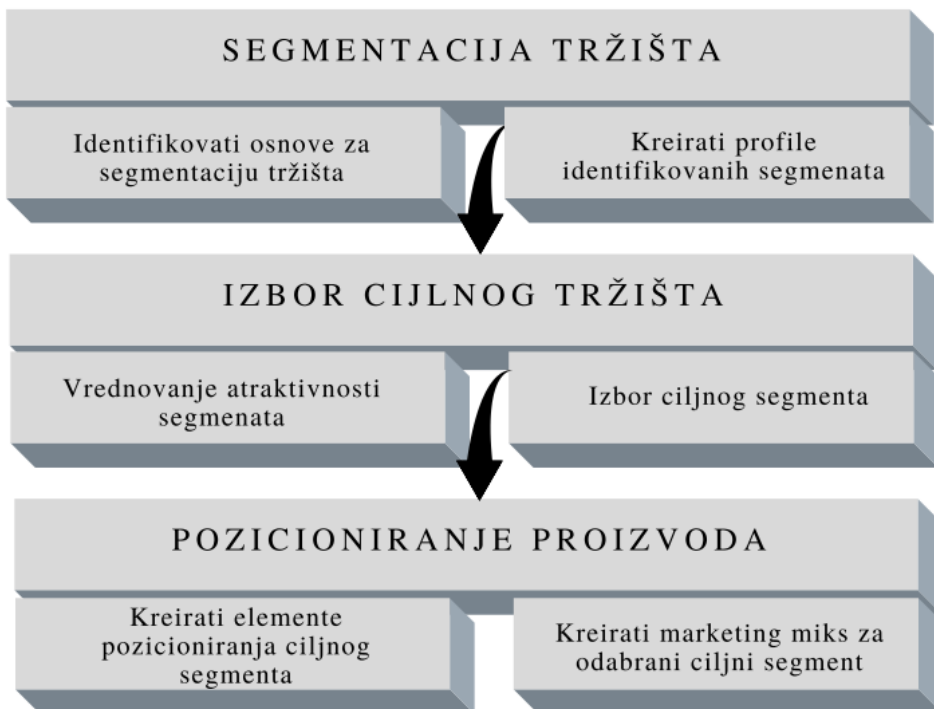 SEGMENTACIJA TRŽIŠTA
Identifikovati osnove za
segmentaciju tržišta
Kreirati profile
identifikovanih segmenata
IZBOR CIJLNOG TRŽIŠTA
Vrednovanje atraktivnosti
segmenata
Izbor ciljnog segmenta
POZICIONIRANJE PROIZVODA
Kreirati elemente
pozicioniranja ciljnog
segmenta
Kreirati marketing miks za
odabrani ciljni segment